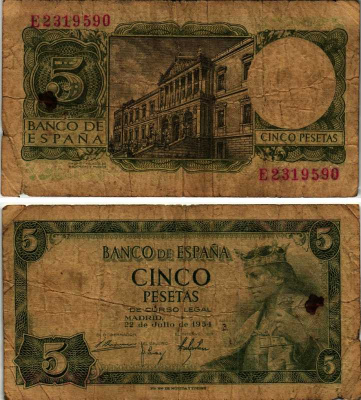 E2319590
5
BANCO DE
ESPAÑA
CINCO PESETAS
E2319590
5
5
BANCO DE ESPAÑA
CINCO
PESETAS
DE CURSO LEGAL
MADRID,
22 de Julio de 1954
5
5